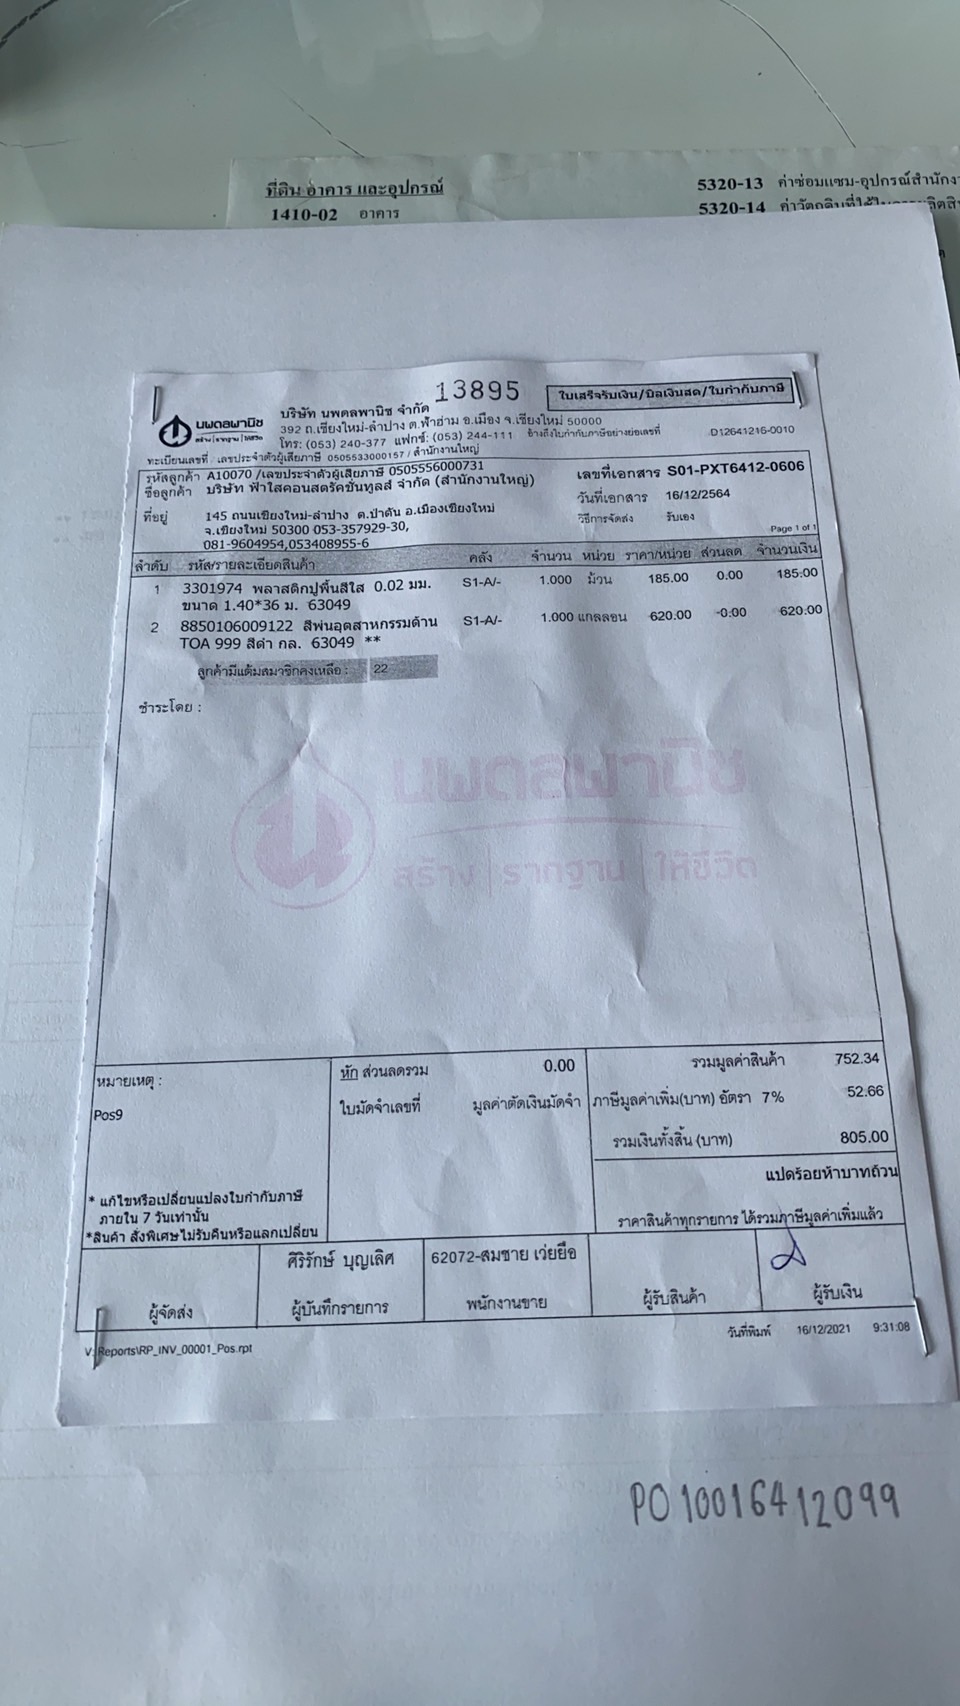 ที่ดิน อาคาร และอุปกรณ์
1410-02 อาคาร
5320-13 ค่าซ่อมแซม-อุปกรณ์สำนักงา
5320-14
13895
นพดลพานิช
สร้าง | รากฐาน | ให้ชีวิต
บริษัท นพดลพานิช จำกัด
ใบเสร็จรับเงิน/บิลเงินสด/ใบกำกับภาษี
392 ถ.เชียงใหม่-ลำปาง ต.ฟ้าฮ่าม อ.เมือง จ.เชียงใหม่ 50000
โทร: (053) 240-377 แฟกซ์: (053) 244-111 อ้างถึงใบกำกับภาษีอย่างย่อเลขที่ D12641216-0010
ทะเบียนเลขที่ เลขประจำตัวผู้เสียภาษี 0505533000157 / สำนักงานใหญ่
รหัสลูกค้า A10070 /เลขประจำตัวผู้เสียภาษี 0505556000731
เลขที่เอกสาร S01-PXT6412-0606
ชื่อลูกค้า บริษัท ฟ้าใสคอนสตรัคชั่นทูลส์ จำกัด (สำนักงานใหญ่)
วันที่เอกสาร 16/12/2564
ที่อยู่ 145 ถนนเชียงใหม่-ลำปาง ต.ป่าตัน อ.เมืองเชียงใหม่
วิธีการจัดส่ง รับเอง
จ.เชียงใหม่ 50300 053-357929-30,
081-9604954,053408955-6
Page 1 of 1
ลำดับ รหัส/รายละเอียดสินค้า คลัง จำนวน หน่วย ราคา/หน่วย ส่วนลด จำนวนเงิน
1 3301974 พลาสติกปูพื้นสีใส 0.02 มม. S1-A/- 1.000 ม้วน 185.00 0.00 185.00
ขนาด 1.40*36 ม. 63049
2 8850106009122 สีพ่นอุตสาหกรรมด้าน S1-A/- 1.000 แกลลอน 620.00 0.00 620.00
TOA 999 สีดำ กล. 63049 **
ลูกค้ามีแต้มสมาชิกคงเหลือ : 22
ชำระโดย :
นพดลพานิช
สร้าง | รากฐาน | ให้ชีวิต
หมายเหตุ :
Pos9
หัก ส่วนลดรวม 0.00
รวมมูลค่าสินค้า 752.34
ใบมัดจำเลขที่ มูลค่าตัดเงินมัดจำ
ภาษีมูลค่าเพิ่ม(บาท) อัตรา 7% 52.66
รวมเงินทั้งสิ้น (บาท) 805.00
แปดร้อยห้าบาทถ้วน
* แก้ไขหรือเปลี่ยนแปลงใบกำกับภาษี
ภายใน 7 วันเท่านั้น
*สินค้า สั่งพิเศษไม่รับคืนหรือแลกเปลี่ยน
ราคาสินค้าทุกรายการ ได้รวมภาษีมูลค่าเพิ่มแล้ว
ศิริรักษ์ บุญเลิศ
62072-สมชาย เว่ยยือ
ผู้จัดส่ง ผู้บันทึกรายการ พนักงานขาย ผู้รับสินค้า ผู้รับเงิน
วันที่พิมพ์ 16/12/2021 9:31:08
V:\Reports\RP_INV_00001_Pos.rpt
PO10016412099